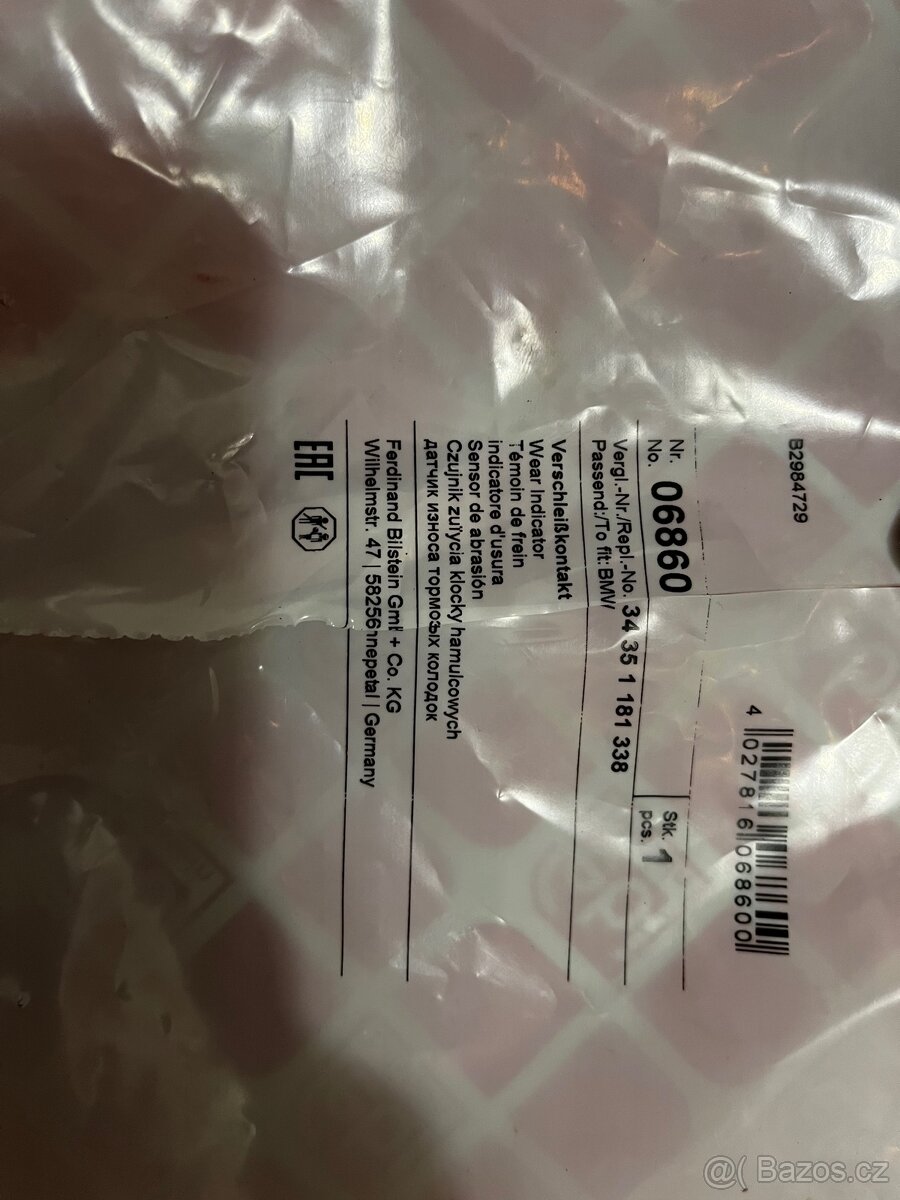 B2984729
4 027816 068600
Nr.
No. 06860
Stk.
pcs. 1
Vergl.-Nr./Repl.-No. 34 35 1 181 338
Passend:/To fit: BMW
Verschleißkontakt
Wear Indicator
Témoin de frein
Indicatore d'usura
Sensor de abrasión
Czujnik zużycia klocky hamulcowych
датчик износа тормозых колодок
Ferdinand Bilstein GmbH + Co. KG
Wilhelmstr. 47 | 58256 Ennepetal | Germany
EAC
@( Bazos.cz